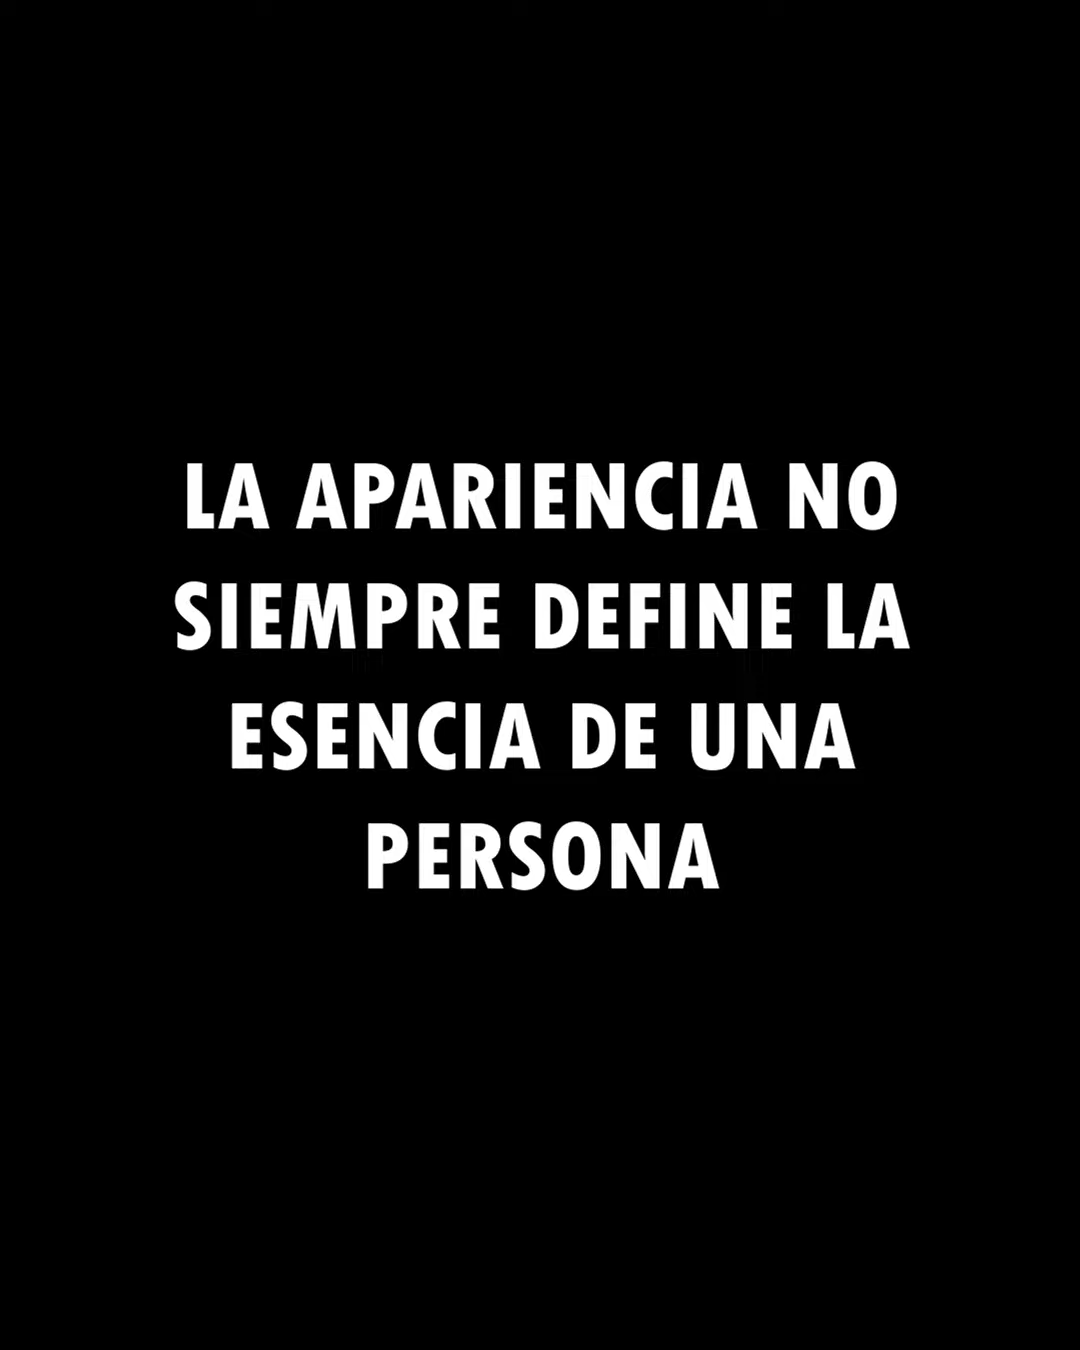 LA APARIENCIA NO
SIEMPRE DEFINE LA
ESENCIA DE UNA
PERSONA